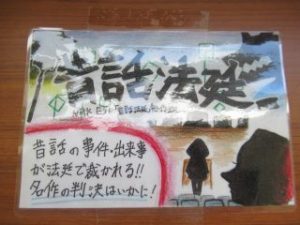 昔話法廷
昔話の事件・出来事
が法廷で裁かれる!!
名作の判決はいかに!